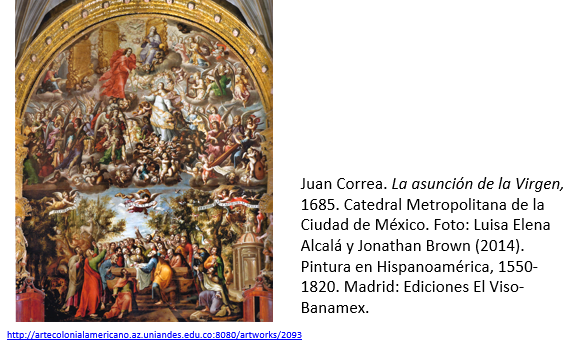 Juan Correa. La asunción de la Virgen,
1685. Catedral Metropolitana de la
Ciudad de México. Foto: Luisa Elena
Alcalá y Jonathan Brown (2014).
Pintura en Hispanoamérica, 1550-
1820. Madrid: Ediciones El Viso-
Banamex.
http://artecolonialamericano.az.uniandes.edu.co:8080/artworks/2093